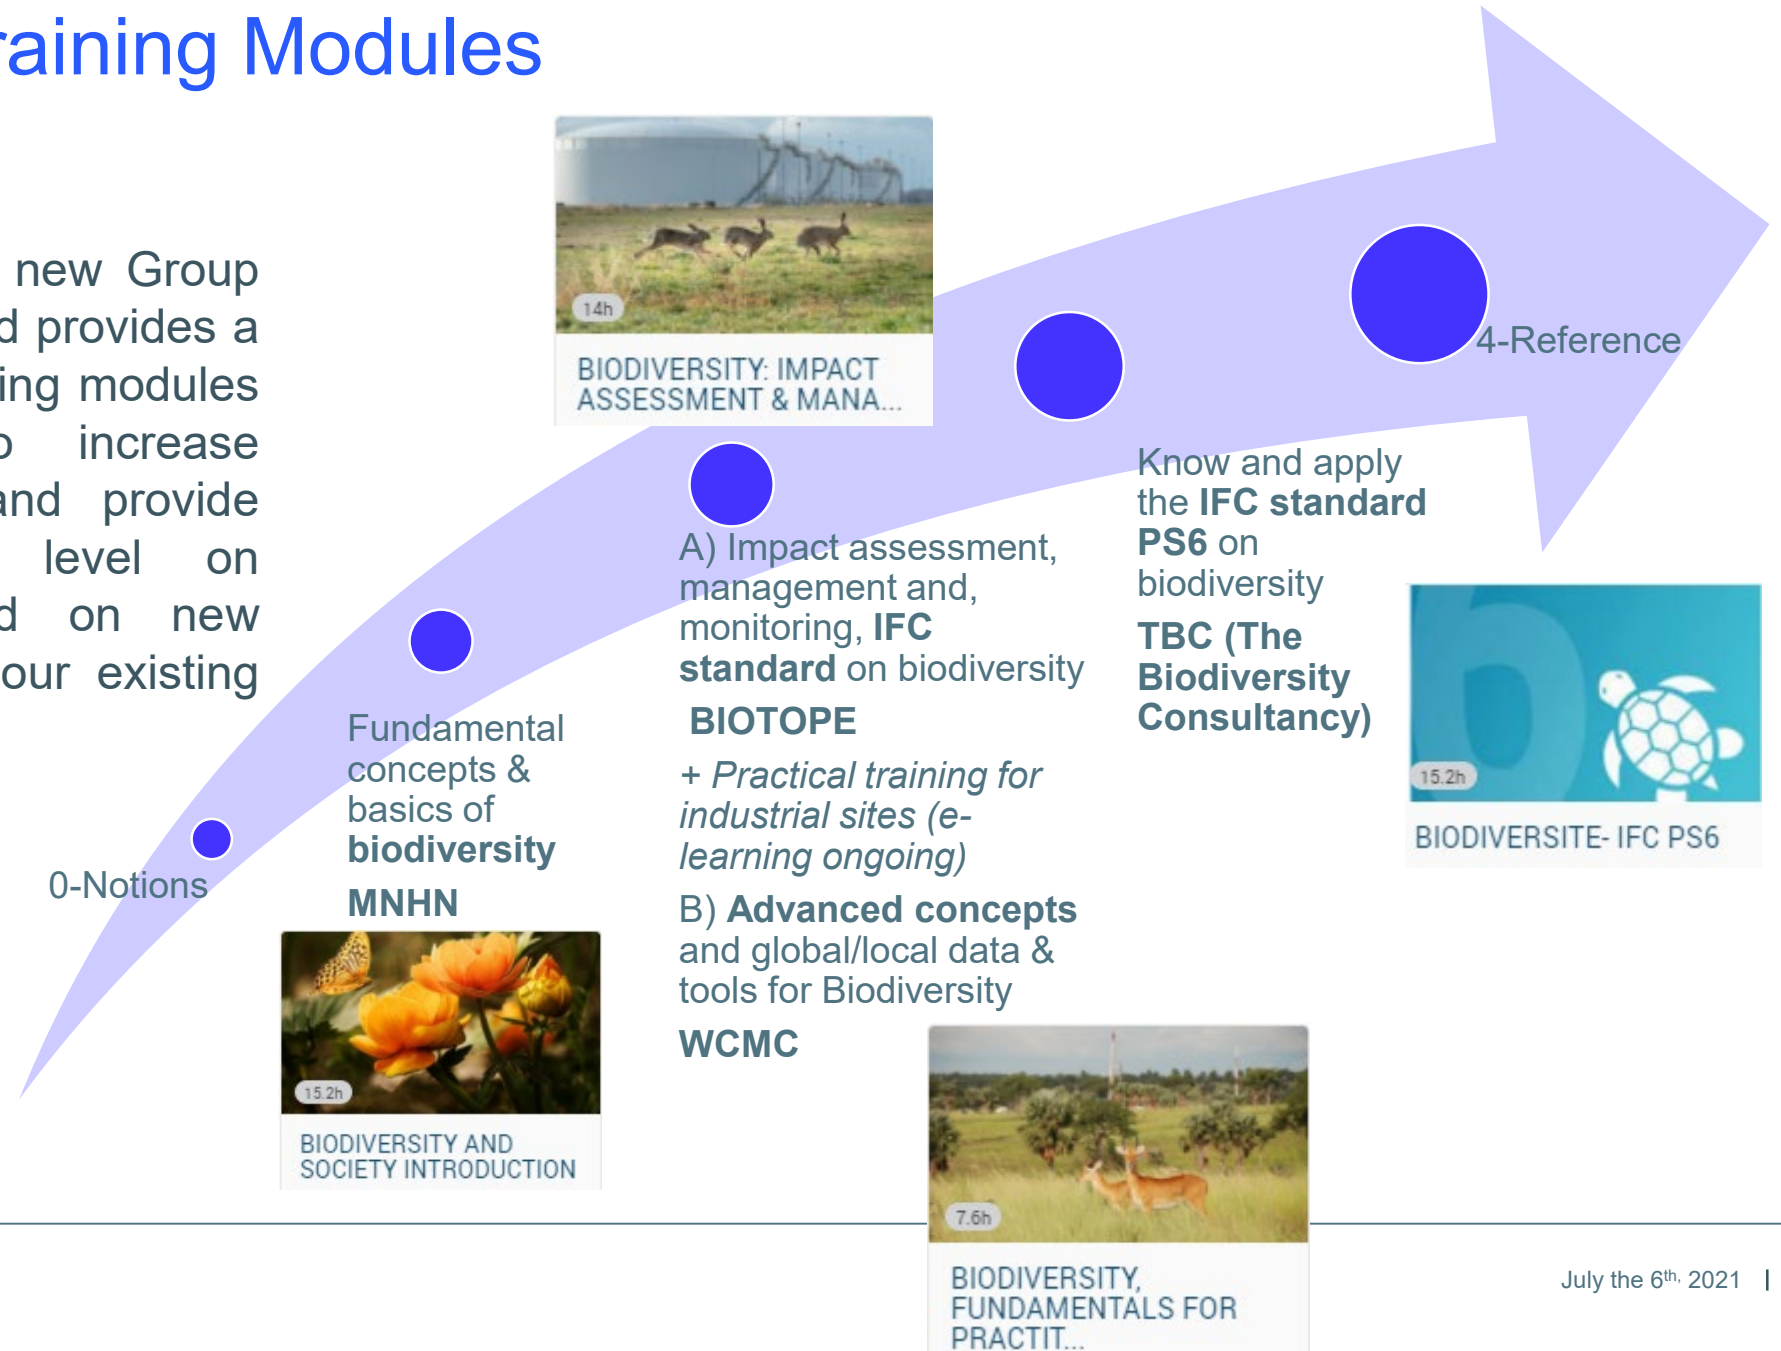 raining Modules
new Group
d provides a
ing modules
o increase
and provide
level on
d on new
our existing
14h
BIODIVERSITY: IMPACT
ASSESSMENT & MANA...
4-Reference
Know and apply
the IFC standard
PS6 on
biodiversity
TBC (The
Biodiversity
Consultancy)
15.2h
BIODIVERSITE- IFC PS6
A) Impact assessment,
management and,
monitoring, IFC
standard on biodiversity
BIOTOPE
+ Practical training for
industrial sites (e-
learning ongoing)
B) Advanced concepts
and global/local data &
tools for Biodiversity
WCMC
7.6h
BIODIVERSITY,
FUNDAMENTALS FOR
PRACTIT...
Fundamental
concepts &
basics of
biodiversity
MNHN
15.2h
BIODIVERSITY AND
SOCIETY INTRODUCTION
0-Notions
July the 6th, 2021 |